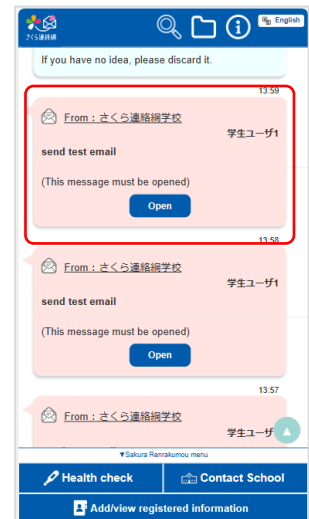 さくら連絡網
English
If you have no idea, please discard it.
13:59
From : さくら連絡網学校
学生ユーザ1
send test email
(This message must be opened)
Open
13:58
From : さくら連絡網学校
学生ユーザ1
send test email
(This message must be opened)
Open
13:57
From : さくら連絡網学校
学生ユーザ
▼Sakura Renrakumou menu
Health check
Contact School
Add/view registered information